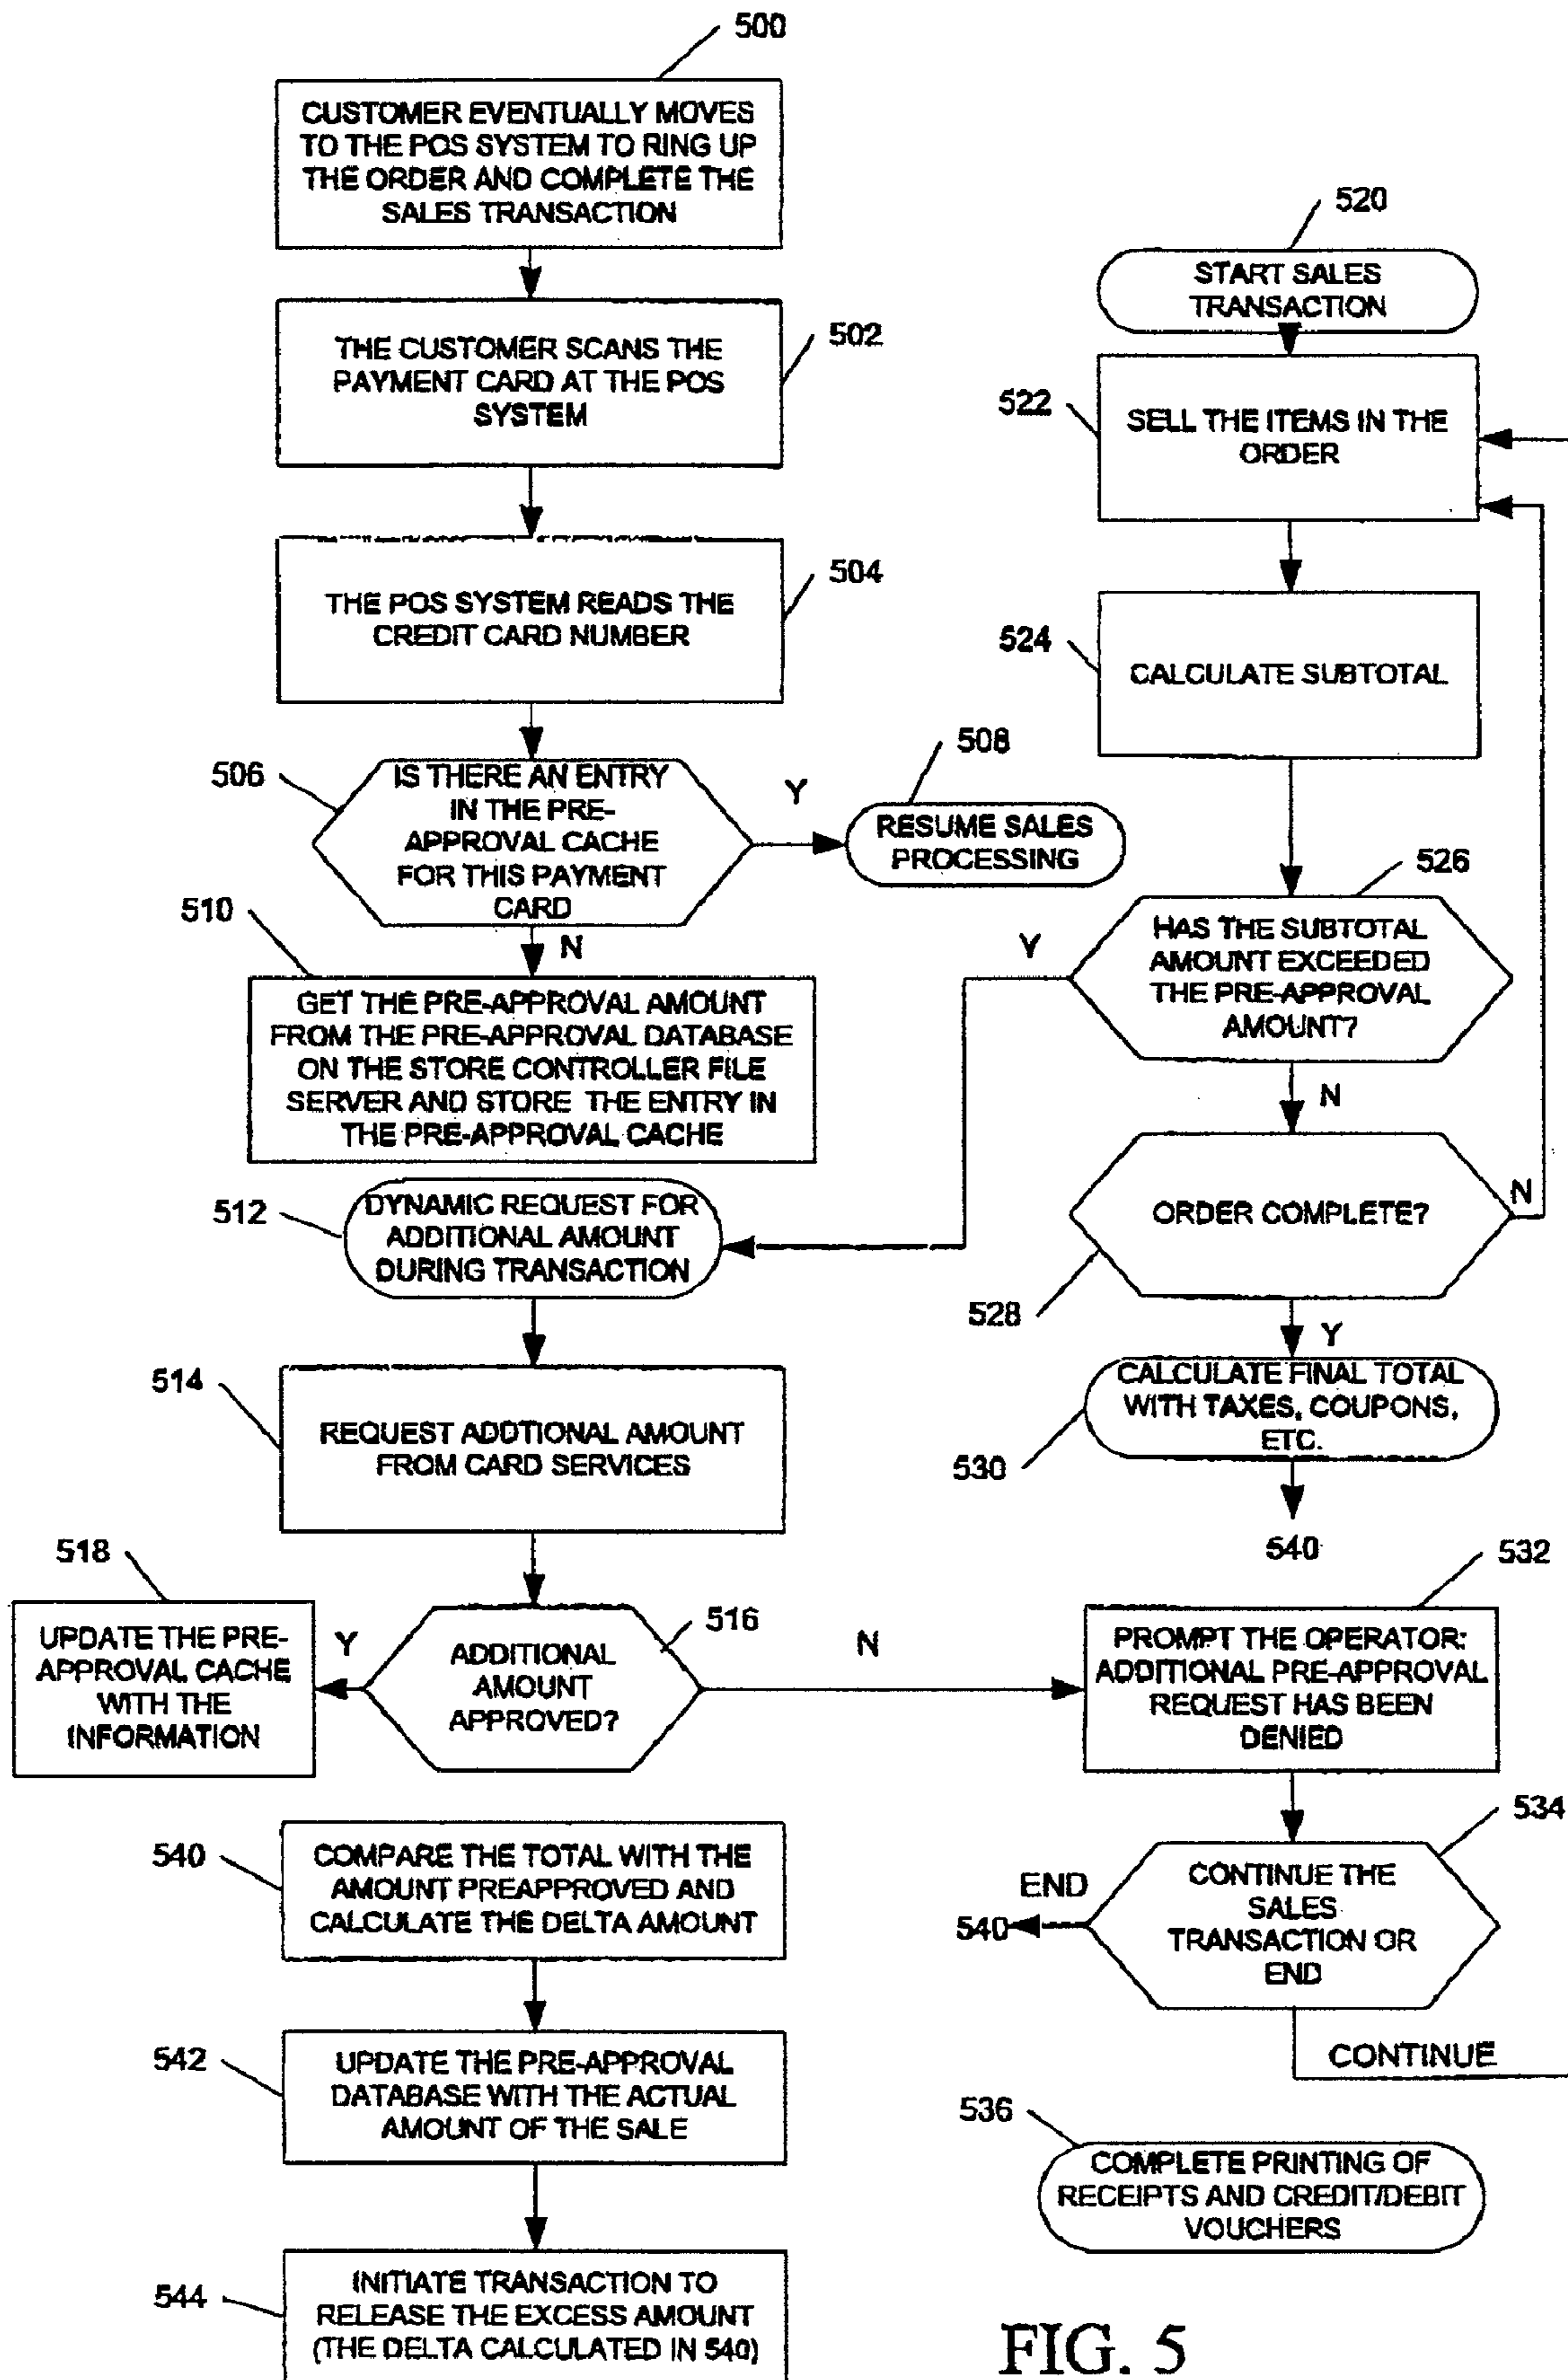 500
CUSTOMER EVENTUALLY MOVES
TO THE POS SYSTEM TO RING UP
THE ORDER AND COMPLETE THE
SALES TRANSACTION
502
THE CUSTOMER SCANS THE
PAYMENT CARD AT THE POS
SYSTEM
504
THE POS SYSTEM READS THE
CREDIT CARD NUMBER
506
IS THERE AN ENTRY
IN THE PRE-
APPROVAL CACHE
FOR THIS PAYMENT
CARD
Y
508
RESUME SALES
PROCESSING
N
510
GET THE PRE-APPROVAL AMOUNT
FROM THE PRE-APPROVAL DATABASE
ON THE STORE CONTROLLER FILE
SERVER AND STORE THE ENTRY IN
THE PRE-APPROVAL CACHE
512
DYNAMIC REQUEST FOR
ADDITIONAL AMOUNT
DURING TRANSACTION
514
REQUEST ADDTIONAL AMOUNT
FROM CARD SERVICES
516
ADDITIONAL
AMOUNT
APPROVED?
Y
N
518
UPDATE THE PRE-
APPROVAL CACHE
WITH THE
INFORMATION
520
START SALES
TRANSACTION
522
SELL THE ITEMS IN THE
ORDER
524
CALCULATE SUBTOTAL
526
HAS THE SUBTOTAL
AMOUNT EXCEEDED
THE PRE-APPROVAL
AMOUNT?
Y
N
528
ORDER COMPLETE?
N
Y
530
CALCULATE FINAL TOTAL
WITH TAXES, COUPONS,
ETC.
540
532
PROMPT THE OPERATOR:
ADDITIONAL PRE-APPROVAL
REQUEST HAS BEEN
DENIED
534
CONTINUE THE
SALES
TRANSACTION OR
END
END
540
CONTINUE
536
COMPLETE PRINTING OF
RECEIPTS AND CREDIT/DEBIT
VOUCHERS
540
COMPARE THE TOTAL WITH THE
AMOUNT PREAPPROVED AND
CALCULATE THE DELTA AMOUNT
542
UPDATE THE PRE-APPROVAL
DATABASE WITH THE ACTUAL
AMOUNT OF THE SALE
544
INITIATE TRANSACTION TO
RELEASE THE EXCESS AMOUNT
(THE DELTA CALCULATED IN 540)
FIG. 5